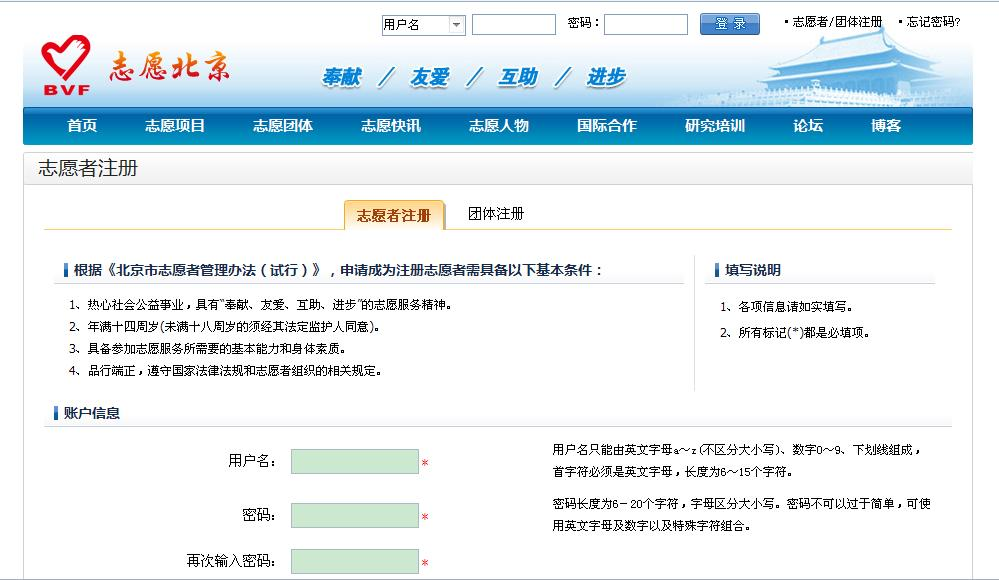 用户名 密码： 登 录 •志愿者/团体注册 •忘记密码?
BVF 志愿北京 奉献 / 友爱 / 互助 / 进步
首页 志愿项目 志愿团体 志愿快讯 志愿人物 国际合作 研究培训 论坛 博客
志愿者注册
志愿者注册 团体注册
根据《北京市志愿者管理办法（试行）》，申请成为注册志愿者需具备以下基本条件：
1、热心社会公益事业，具有“奉献、友爱、互助、进步”的志愿服务精神。
2、年满十四周岁(未满十八周岁的须经其法定监护人同意)。
3、具备参加志愿服务所需要的基本能力和身体素质。
4、品行端正，遵守国家法律法规和志愿者组织的相关规定。
填写说明
1、各项信息请如实填写。
2、所有标记(*)都是必填项。
账户信息
用户名： *
用户名只能由英文字母a～z(不区分大小写)、数字0～9、下划线组成，
首字符必须是英文字母，长度为6～15个字符。
密码： *
密码长度为6－20个字符，字母区分大小写。密码不可以过于简单，可使
用英文字母及数字以及特殊字符组合。
再次输入密码： *